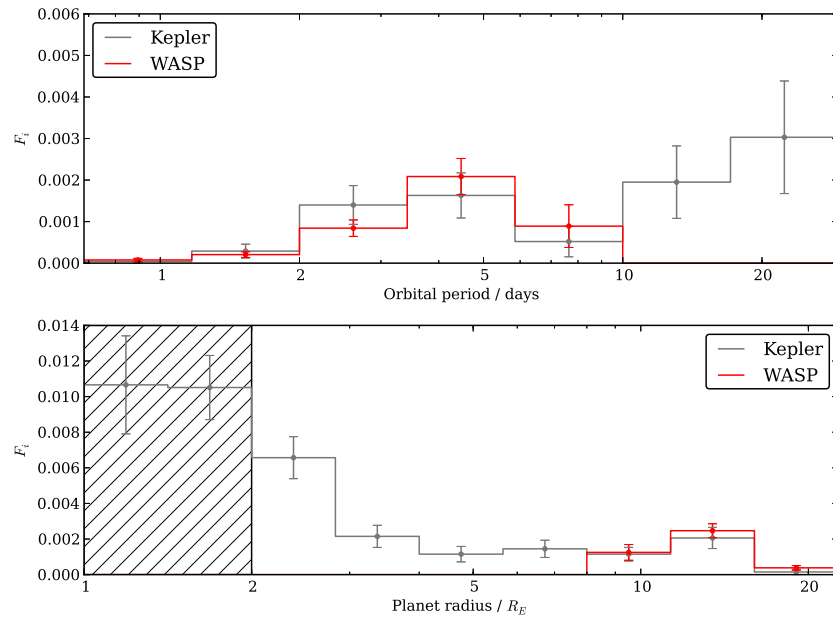 0.006
0.005
0.004
0.003
0.002
0.001
0.000
F_i
Kepler
WASP
1 2 5 10 20
Orbital period / days
0.014
0.012
0.010
0.008
0.006
0.004
0.002
0.000
F_i
Kepler
WASP
1 2 5 10 20
Planet radius / R_E